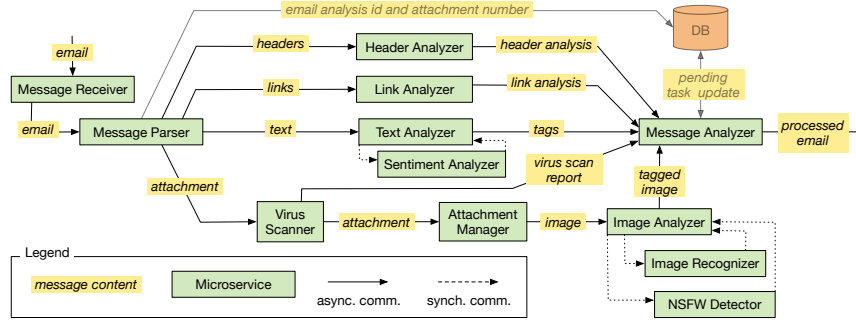 email analysis id and attachment number
DB
email
headers
Header Analyzer
header analysis
Message Receiver
links
Link Analyzer
link analysis
pending
task update
email
Message Parser
text
Text Analyzer
tags
Message Analyzer
processed
email
Sentiment Analyzer
virus scan
report
attachment
tagged
image
Virus
Scanner
attachment
Attachment
Manager
image
Image Analyzer
Legend
Image Recognizer
message content
Microservice
async. comm.
synch. comm.
NSFW Detector